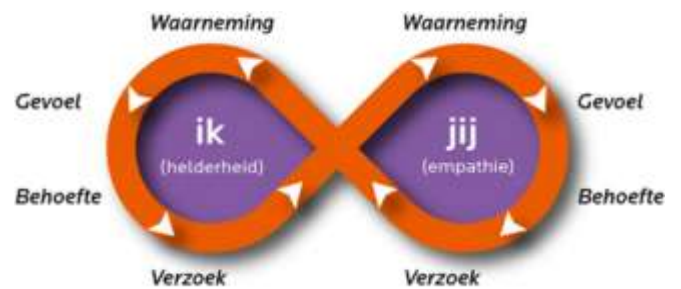 Waarneming
Waarneming
Gevoel
Gevoel
ik
(helderheid)
jij
(empathie)
Behoefte
Behoefte
Verzoek
Verzoek